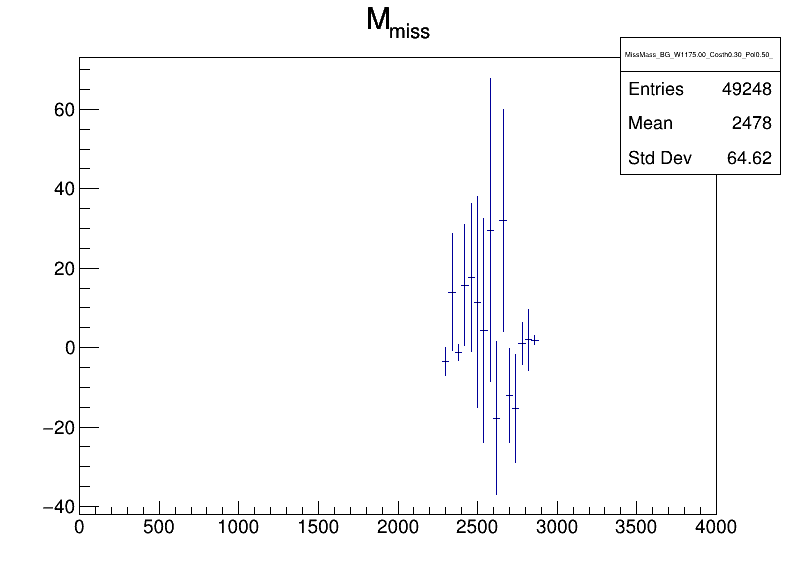 M_miss
MissMass_BG_W1175.00_Costh0.30_Pol0.50_
Entries 49248
Mean 2478
Std Dev 64.62
60
40
20
0
−20
−40
0 500 1000 1500 2000 2500 3000 3500 4000